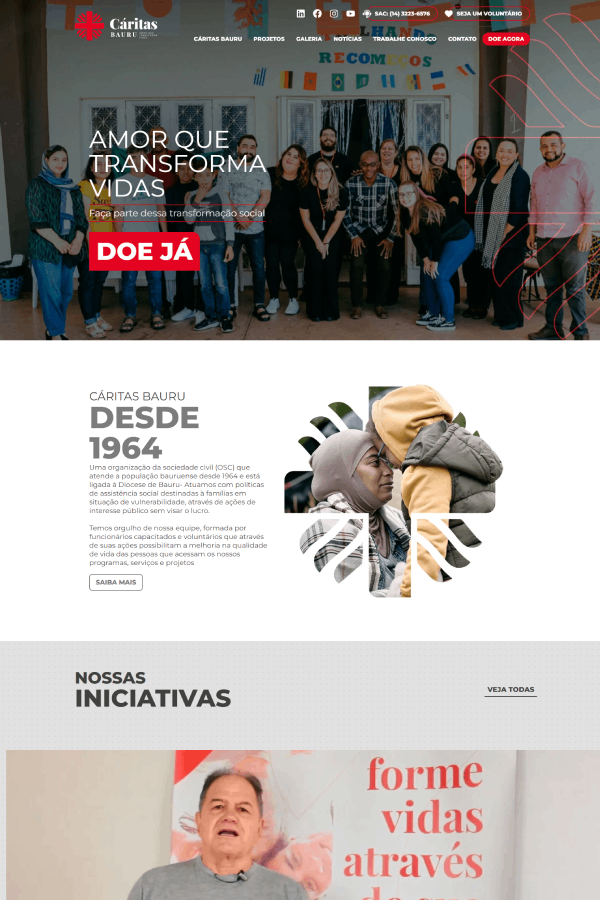 Cáritas
BAURU
SAC: (14) 3223-6576
SEJA UM VOLUNTÁRIO
CÁRITAS BAURU
PROJETOS
GALERIA
NOTÍCIAS
TRABALHE CONOSCO
CONTATO
DOE AGORA
RECOMEÇOS
AMOR QUE
TRANSFORMA
VIDAS
Faça parte dessa transformação social
DOE JÁ
CÁRITAS BAURU
DESDE
1964
Uma organização da sociedade civil (OSC) que
atende a população bauruense desde 1964 e está
ligada à Diocese de Bauru- Atuamos com políticas
de assistência social destinadas à famílias em
situação de vulnerabilidade, através de ações de
interesse público sem visar o lucro.
Temos orgulho de nossa equipe, formada por
funcionários capacitados e voluntários que através
de suas ações possibilitam a melhoria na qualidade
de vida das pessoas que acessam os nossos
programas, serviços e projetos
SAIBA MAIS
NOSSAS
INICIATIVAS
VEJA TODAS
forme
vidas
através